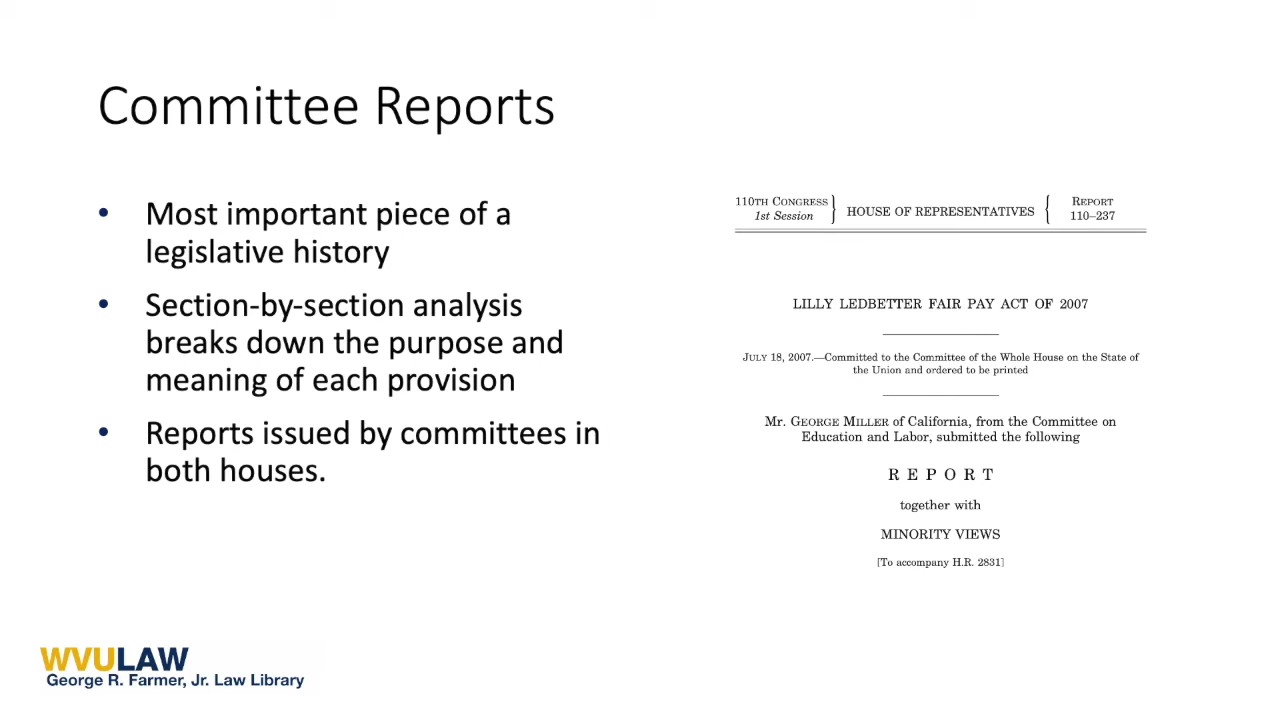 Committee Reports
• Most important piece of a
legislative history
• Section-by-section analysis
breaks down the purpose and
meaning of each provision
• Reports issued by committees in
both houses.
110TH CONGRESS } HOUSE OF REPRESENTATIVES { REPORT
1st Session 110–237
LILLY LEDBETTER FAIR PAY ACT OF 2007
JULY 18, 2007.—Committed to the Committee of the Whole House on the State of
the Union and ordered to be printed
Mr. GEORGE MILLER of California, from the Committee on
Education and Labor, submitted the following
R E P O R T
together with
MINORITY VIEWS
[To accompany H.R. 2831]
WVULAW
George R. Farmer, Jr. Law Library